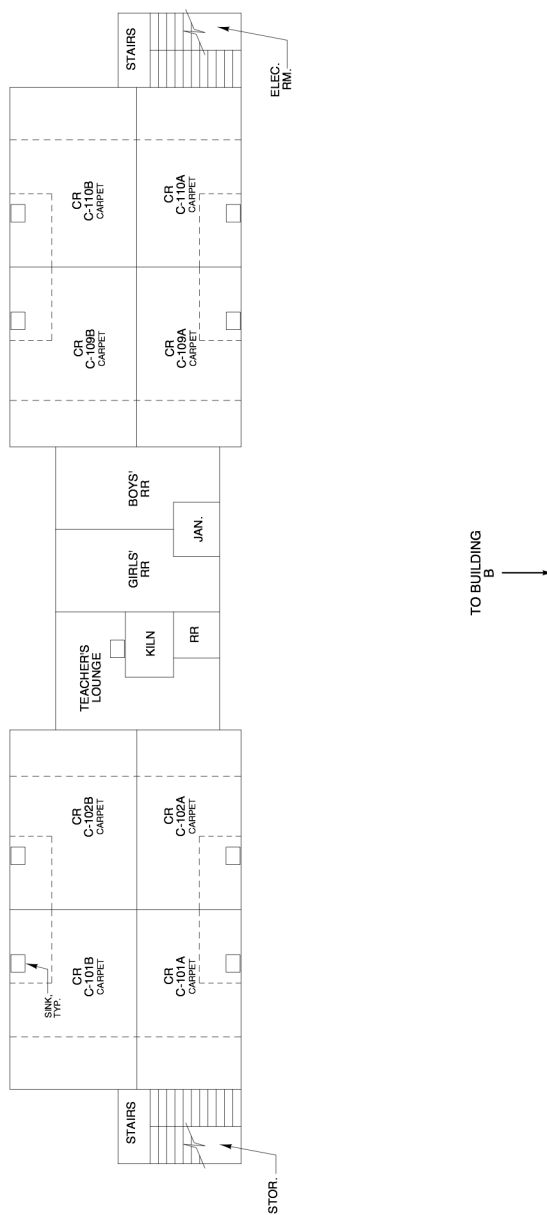 STAIRS
ELEC.
RM.
CR
C-110B
CARPET
CR
C-110A
CARPET
CR
C-109B
CARPET
CR
C-109A
CARPET
BOYS'
RR
JAN.
GIRLS'
RR
TO BUILDING
B
KILN
RR
TEACHER'S
LOUNGE
CR
C-102B
CARPET
CR
C-102A
CARPET
CR
C-101B
CARPET
CR
C-101A
CARPET
SINK,
TYP.
STAIRS
STOR.